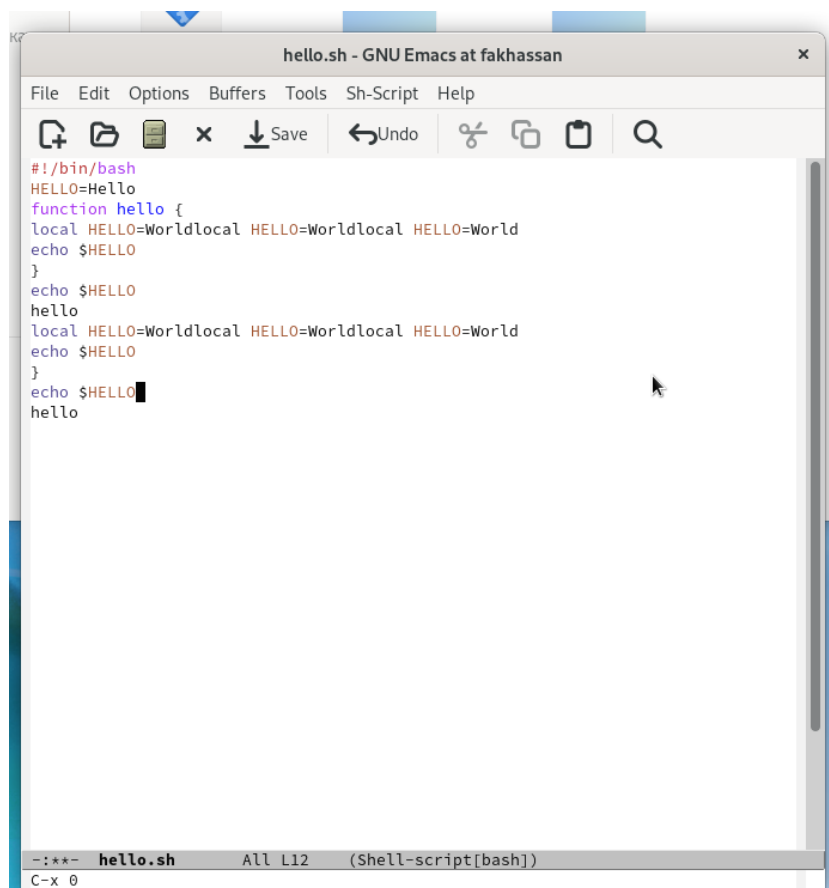 ка
hello.sh - GNU Emacs at fakhassan ×
File Edit Options Buffers Tools Sh-Script Help
Save Undo
#!/bin/bash
HELLO=Hello
function hello {
local HELLO=Worldlocal HELLO=Worldlocal HELLO=World
echo $HELLO
}
echo $HELLO
hello
local HELLO=Worldlocal HELLO=Worldlocal HELLO=World
echo $HELLO
}
echo $HELLO
hello
-:**- hello.sh All L12 (Shell-script[bash])
C-x 0